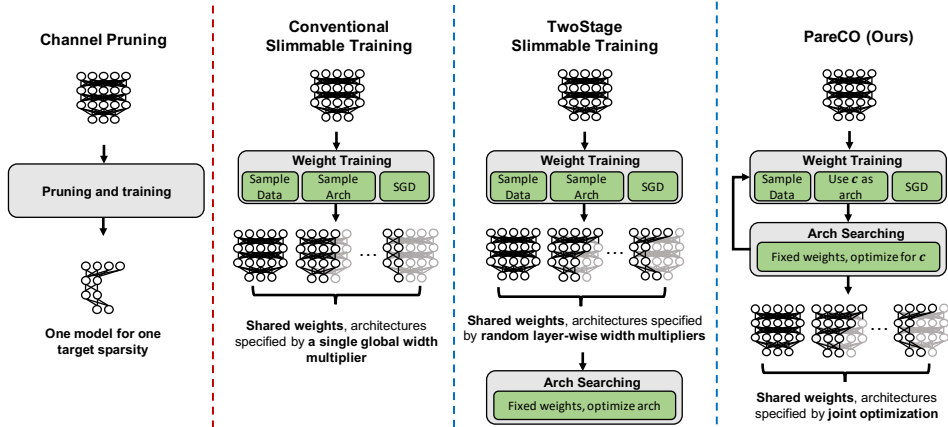 Channel Pruning
Pruning and training
One model for one
target sparsity
Conventional
Slimmable Training
Weight Training
Sample
Data
Sample
Arch
SGD
...
Shared weights, architectures
specified by a single global width
multiplier
TwoStage
Slimmable Training
Weight Training
Sample
Data
Sample
Arch
SGD
...
Shared weights, architectures specified
by random layer-wise width multipliers
Arch Searching
Fixed weights, optimize arch
PareCO (Ours)
Weight Training
Sample
Data
Use c as
arch
SGD
Arch Searching
Fixed weights, optimize for c
...
Shared weights, architectures
specified by joint optimization